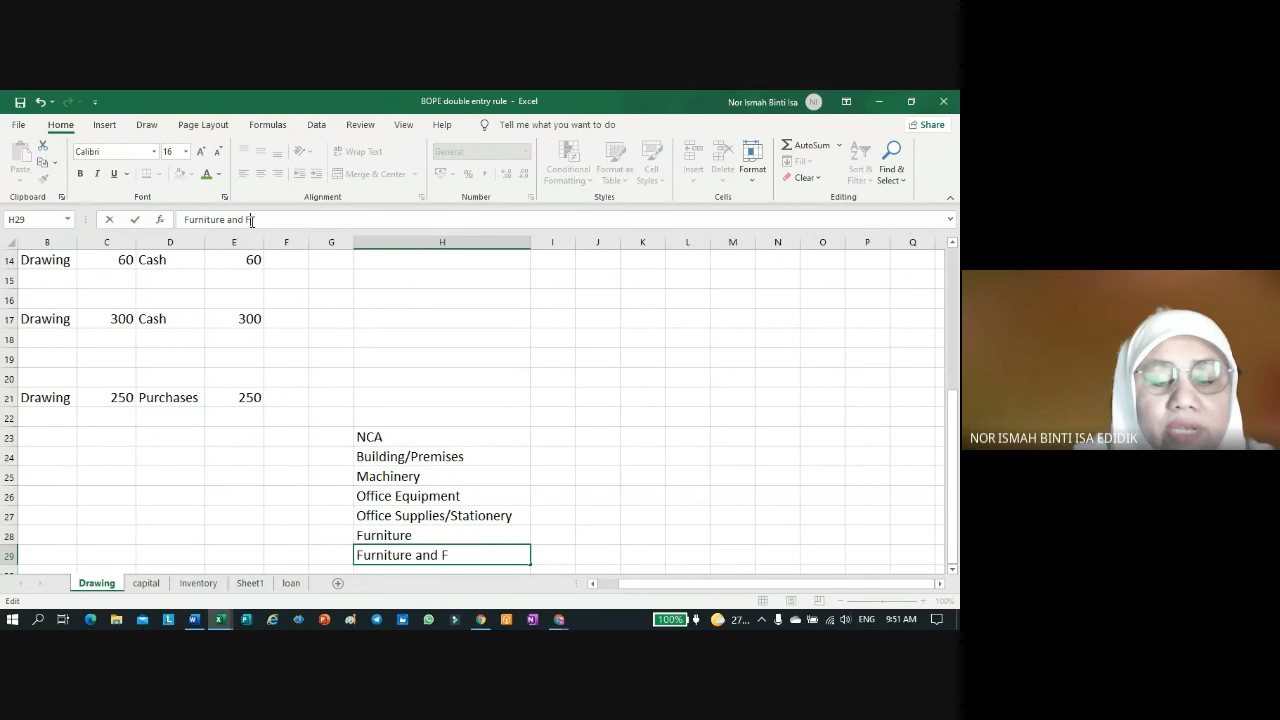 BOPE double entry rule - Excel
Nor Ismah Binti Isa NI
File Home Insert Draw Page Layout Formulas Data Review View Help Tell me what you want to do Share
Paste
Calibri 16
B I U
Wrap Text
Merge & Center
General
Conditional Formatting
Format as Table
Cell Styles
Insert Delete Format
AutoSum
Fill
Clear
Sort & Filter
Find & Select
Clipboard Font Alignment Number Styles Cells Editing
H29 fx Furniture and F
B C D E F G H I J K L M N O P Q
14 Drawing 60 Cash 60
15
16
17 Drawing 300 Cash 300
18
19
20
21 Drawing 250 Purchases 250
22
23 NCA
24 Building/Premises
25 Machinery
26 Office Equipment
27 Office Supplies/Stationery
28 Furniture
29 Furniture and F
Drawing capital Inventory Sheet1 loan
Edit 100%
100% 27... ENG 9:51 AM
NOR ISMAH BINTI ISA EDIDIK